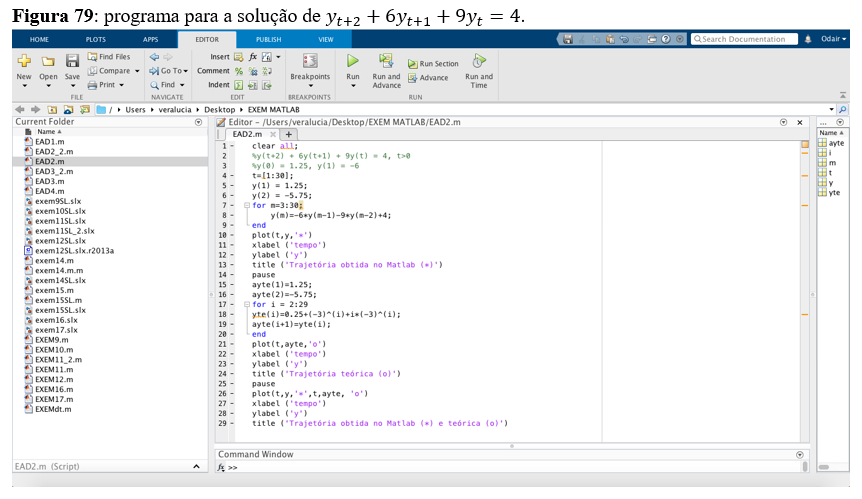 Figura 79: programa para a solução de yₜ₊₂ + 6yₜ₊₁ + 9yₜ = 4.
HOME PLOTS APPS EDITOR PUBLISH VIEW Search Documentation Odair
New Open Save Find Files Compare Print FILE
Go To Find NAVIGATE
Insert fx Comment % Indent EDIT
Breakpoints BREAKPOINTS
Run Run and Advance Run Section Advance Run and Time RUN
/ Users veralucia Desktop EXEM MATLAB
Current Folder
Name
EAD1.m
EAD2_2.m
EAD2.m
EAD3_2.m
EAD3.m
EAD4.m
exem9SL.slx
exem10SL.slx
exem11SL.slx
exem11SL_2.slx
exem12SL.slx
exem12SL.slx.r2013a
exem14.m
exem14.m.m
exem14SL.slx
exem15.m
exem15SL.m
exem15SL.slx
exem16.slx
exem17.slx
EXEM9.m
EXEM10.m
EXEM11_2.m
EXEM11.m
EXEM12.m
EXEM16.m
EXEM17.m
EXEMdt.m
EAD2.m (Script)
Editor - /Users/veralucia/Desktop/EXEM MATLAB/EAD2.m
EAD2.m
1 - clear all;
2 %y(t+2) + 6y(t+1) + 9y(t) = 4, t>0
3 %y(0) = 1.25, y(1) = -6
4 - t=[1:30];
5 - y(1) = 1.25;
6 - y(2) = -5.75;
7 - for m=3:30;
8 - y(m)=-6*y(m-1)-9*y(m-2)+4;
9 - end
10 - plot(t,y,'*')
11 - xlabel ('tempo')
12 - ylabel ('y')
13 - title ('Trajetória obtida no Matlab (*)')
14 - pause
15 - ayte(1)=1.25;
16 - ayte(2)=-5.75;
17 - for i = 2:29
18 - yte(i)=0.25+(-3)^(i)+i*(-3)^(i);
19 - ayte(i+1)=yte(i);
20 - end
21 - plot(t,ayte,'o')
22 - xlabel ('tempo')
23 - ylabel ('y')
24 - title ('Trajetória teórica (o)')
25 - pause
26 - plot(t,y,'*',t,ayte, 'o')
27 - xlabel ('tempo')
28 - ylabel ('y')
29 - title ('Trajetória obtida no Matlab (*) e teórica (o)')
Command Window
fx >>
...
Name
ayte
i
m
t
y
yte